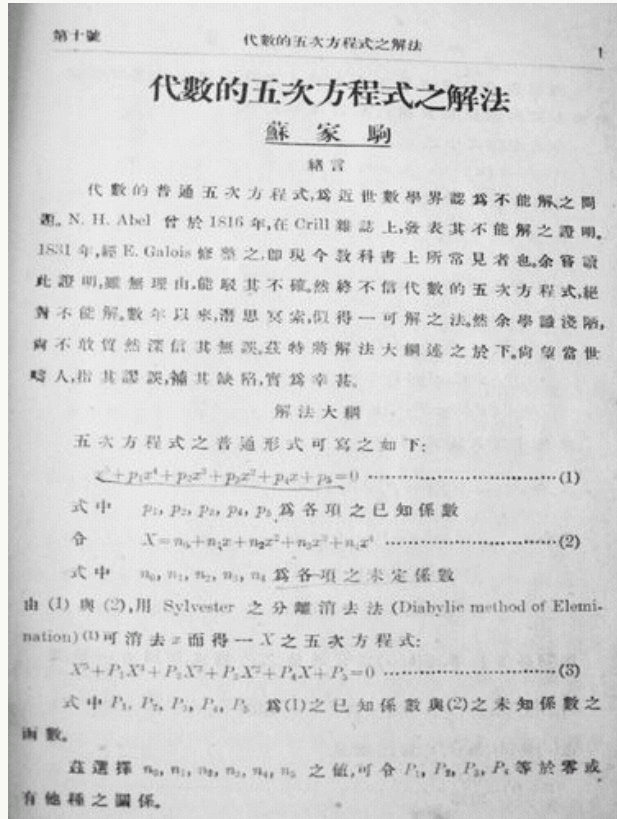 第十號 代數的五次方程式之解法 1
代數的五次方程式之解法
蘇家駒
緒言
代數的普通五次方程式,爲近世數學界認爲不能解之問
題。N. H. Abel 曾於1816年,在Crill雜誌上,發表其不能解之證明。
1831年,經E. Galois修整之,卽現今教科書上所常見者也。余嘗讀
此證明,雖無理由,能駁其不確。然終不信代數的五次方程式,絕
對不能解。數年以來,潛思冥索,似得一可解之法。然余學識淺陋,
尙不敢貿然深信其無誤。茲特將解法大綱述之於下。尙望當世
疇人,指其謬誤,補其缺陷,實爲幸甚。
解法大綱
五次方程式之普通形式可寫之如下:
x⁵+p₁x⁴+p₂x³+p₃x²+p₄x+p₅=0 ……………(1)
式中 p₁, p₂, p₃, p₄, p₅ 爲各項之已知係數
令 X=n₀+n₁x+n₂x²+n₃x³+n₄x⁴ ……………(2)
式中 n₀, n₁, n₂, n₃, n₄ 爲各項之未定係數
由(1)與(2),用 Sylvester 之分離消去法 (Diabylic method of Elemi-
nation)⁽¹⁾可消去x而得一X之五次方程式:
X⁵+P₁X⁴+P₂X³+P₃X²+P₄X+P₅=0 ……………(3)
式中 P₁, P₂, P₃, P₄, P₅ 爲(1)之已知係數與(2)之未知係數之
函數。
茲選擇 n₀, n₁, n₂, n₃, n₄, n₅ 之値,可令 P₁, P₂, P₃, P₄ 等於零或
有他種之關係。